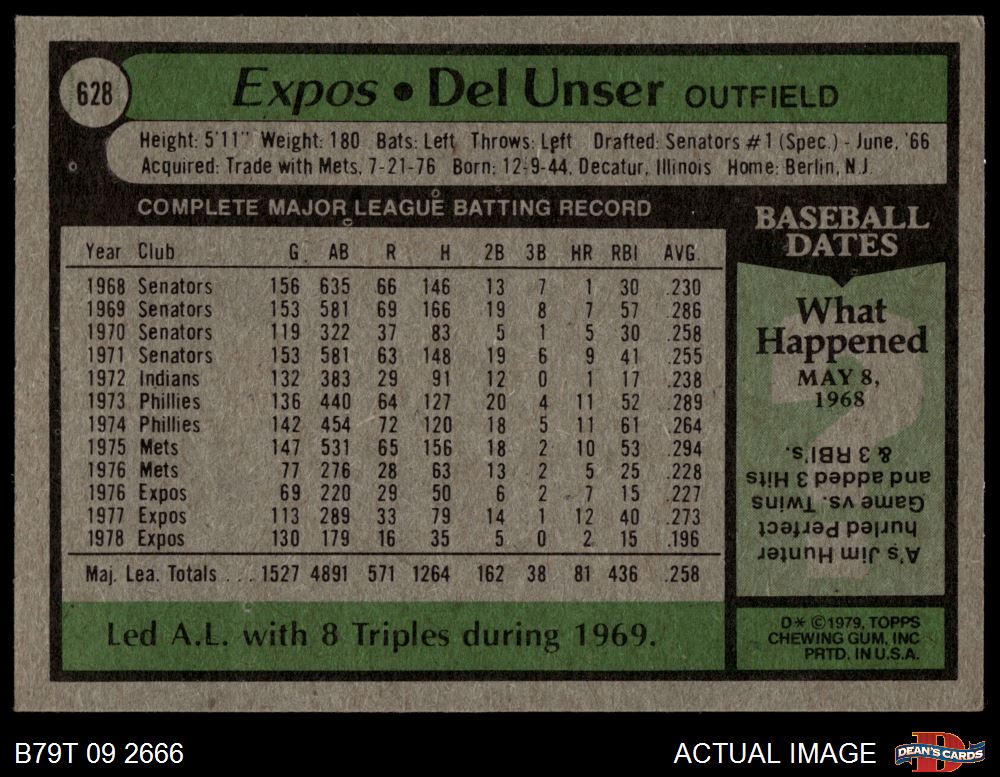 628
Expos • Del Unser OUTFIELD
Height: 5'11" Weight: 180 Bats: Left Throws: Left Drafted: Senators #1 (Spec.) - June, '66
Acquired: Trade with Mets, 7-21-76 Born: 12-9-44, Decatur, Illinois Home: Berlin, N.J.
COMPLETE MAJOR LEAGUE BATTING RECORD
Year Club G AB R H 2B 3B HR RBI AVG.
1968 Senators 156 635 66 146 13 7 1 30 .230
1969 Senators 153 581 69 166 19 8 7 57 .286
1970 Senators 119 322 37 83 5 1 5 30 .258
1971 Senators 153 581 63 148 19 6 9 41 .255
1972 Indians 132 383 29 91 12 0 1 17 .238
1973 Phillies 136 440 64 127 20 4 11 52 .289
1974 Phillies 142 454 72 120 18 5 11 61 .264
1975 Mets 147 531 65 156 18 2 10 53 .294
1976 Mets 77 276 28 63 13 2 5 25 .228
1976 Expos 69 220 29 50 6 2 7 15 .227
1977 Expos 113 289 33 79 14 1 12 40 .273
1978 Expos 130 179 16 35 5 0 2 15 .196
Maj. Lea. Totals . . . 1527 4891 571 1264 162 38 81 436 .258
Led A.L. with 8 Triples during 1969.
BASEBALL
DATES
What
Happened
MAY 8,
1968
A's Jim Hunter
hurled Perfect
Game vs. Twins
and added 3 Hits
& 3 RBI's.
D* ©1979, TOPPS
CHEWING GUM, INC
PRTD. IN U.S.A.
B79T 09 2666
ACTUAL IMAGE
DEAN'S CARDS